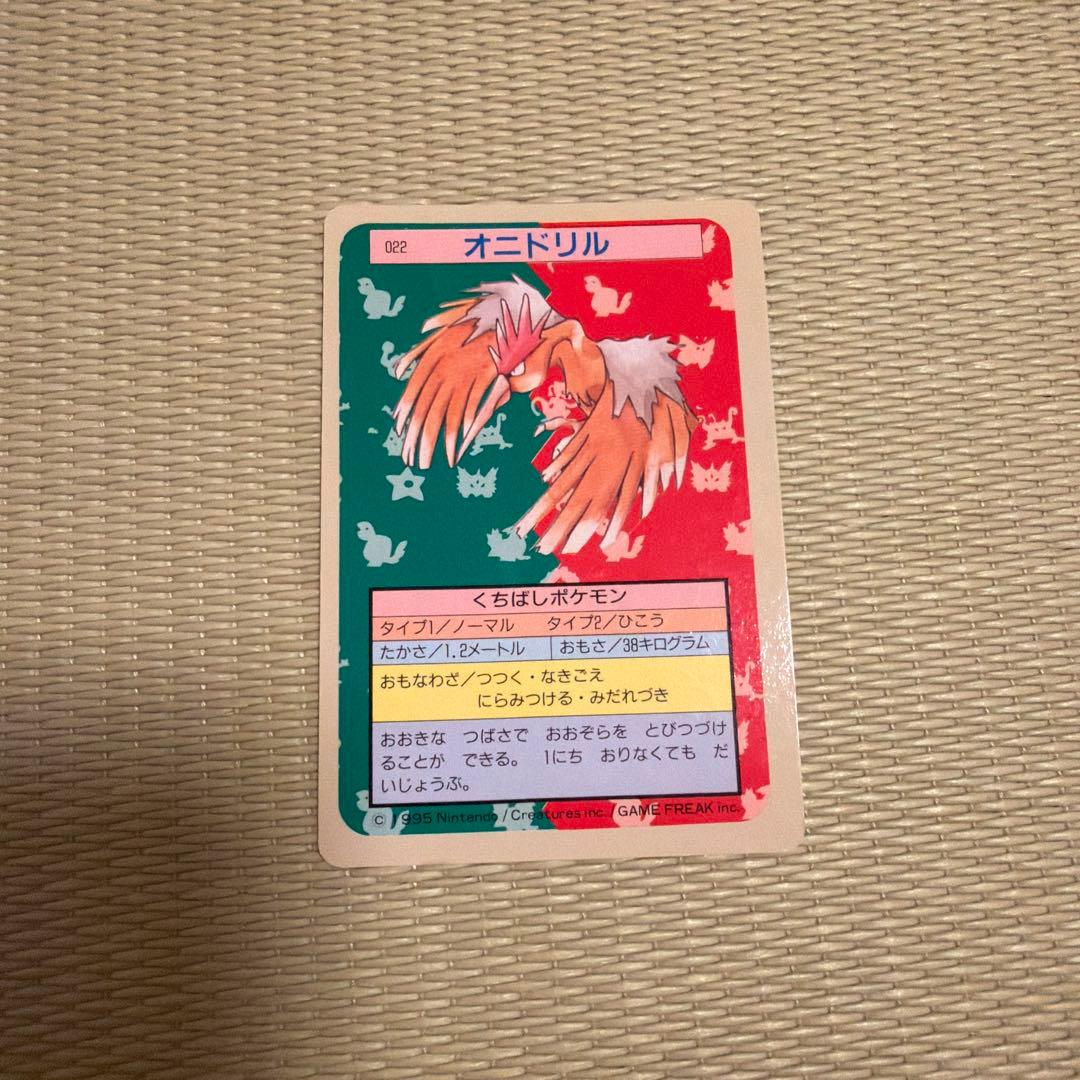 022 オニドリル
くちばしポケモン
タイプ1/ノーマル タイプ2/ひこう
たかさ/1.2メートル おもさ/38キログラム
おもなわざ/つつく・なきごえ
にらみつける・みだれづき
おおきな つばさで おおぞらを とびつづけ
ることが できる。 1にち おりなくても だ
いじょうぶ。
© 1995 Nintendo / Creatures inc. / GAME FREAK inc.